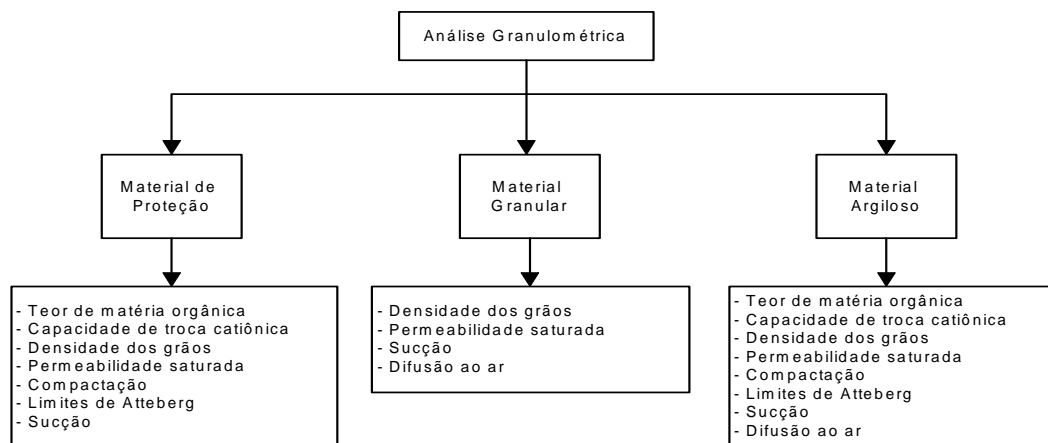 Análise Granulométrica
Material de
Proteção
Material
Granular
Material
Argiloso
- Teor de matéria orgânica
- Capacidade de troca catiônica
- Densidade dos grãos
- Permeabilidade saturada
- Compactação
- Limites de Atteberg
- Sucção
- Densidade dos grãos
- Permeabilidade saturada
- Sucção
- Difusão ao ar
- Teor de matéria orgânica
- Capacidade de troca catiônica
- Densidade dos grãos
- Permeabilidade saturada
- Compactação
- Limites de Atteberg
- Sucção
- Difusão ao ar